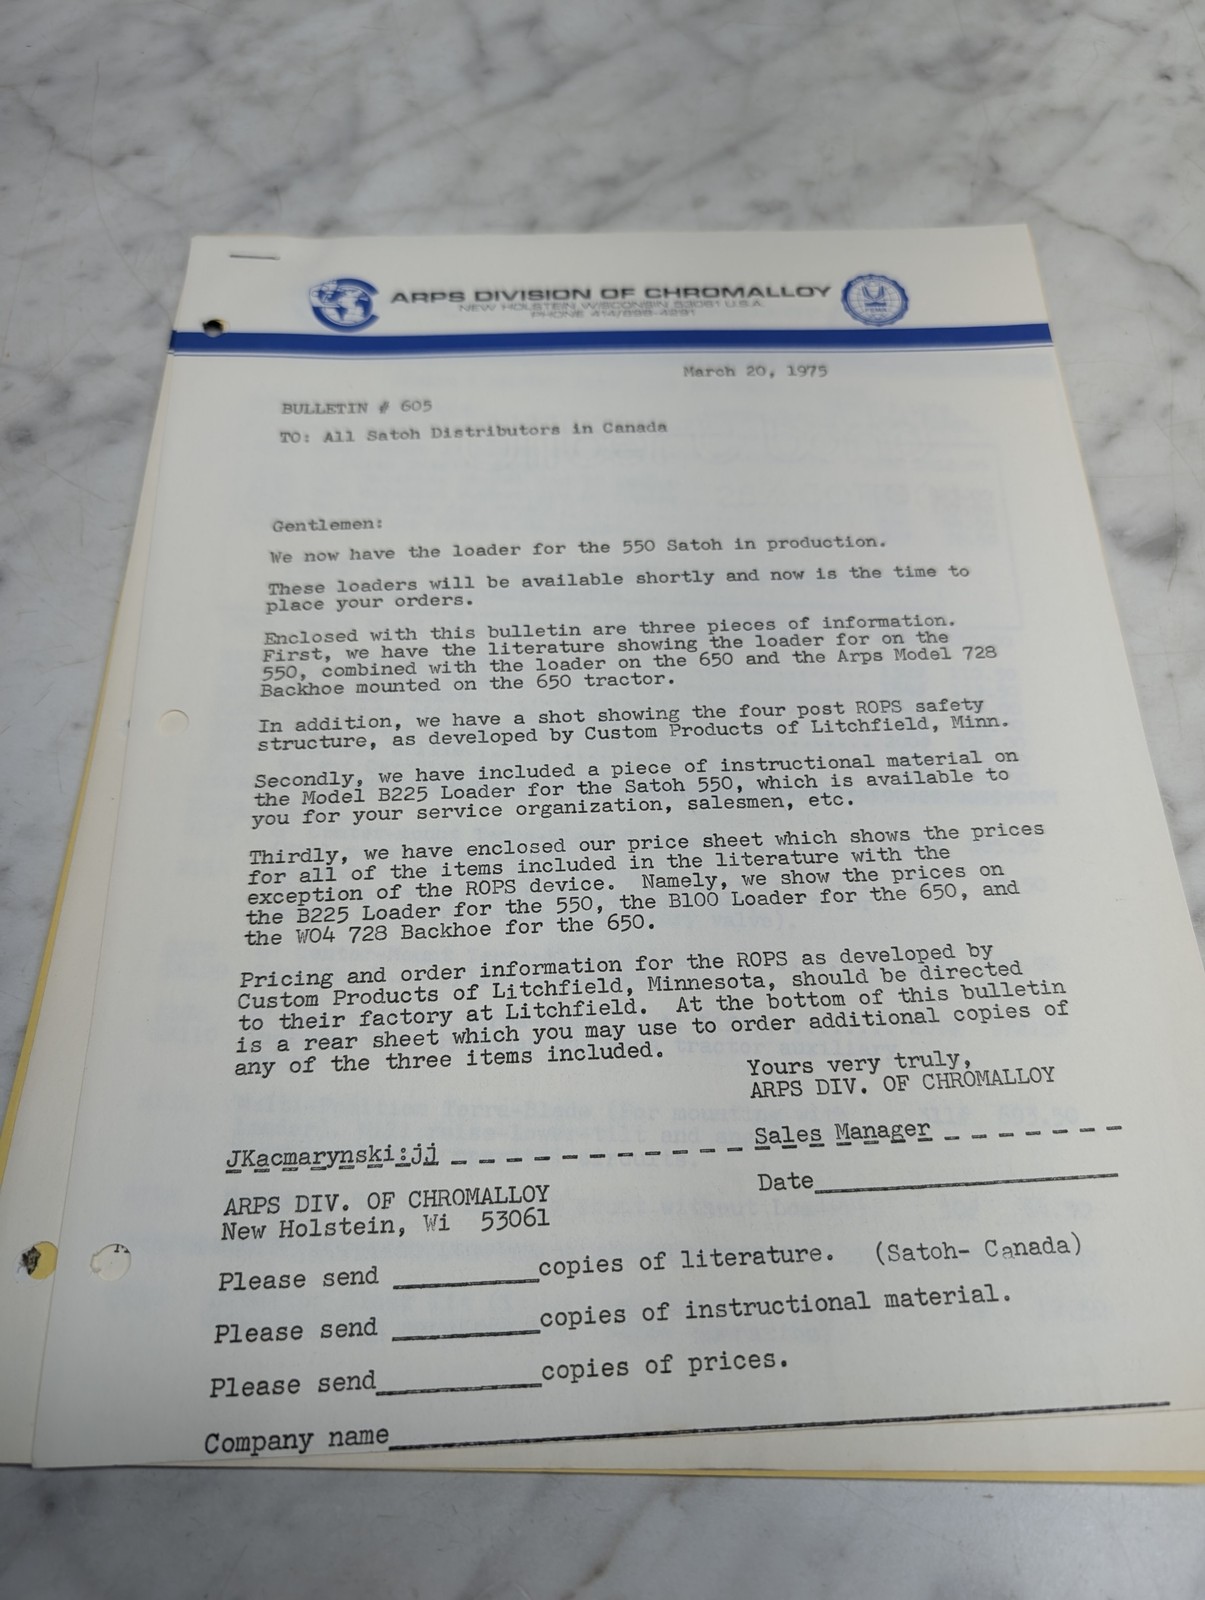 ARPS DIVISION OF CHROMALLOY
NEW HOLSTEIN, WISCONSIN 53061 U.S.A.
PHONE 414/898-4291
March 20, 1975
BULLETIN # 605
TO: All Satoh Distributors in Canada
Gentlemen:
We now have the loader for the 550 Satoh in production.
These loaders will be available shortly and now is the time to
place your orders.
Enclosed with this bulletin are three pieces of information.
First, we have the literature showing the loader for on the
550, combined with the loader on the 650 and the Arps Model 728
Backhoe mounted on the 650 tractor.
In addition, we have a shot showing the four post ROPS safety
structure, as developed by Custom Products of Litchfield, Minn.
Secondly, we have included a piece of instructional material on
the Model B225 Loader for the Satoh 550, which is available to
you for your service organization, salesmen, etc.
Thirdly, we have enclosed our price sheet which shows the prices
for all of the items included in the literature with the
exception of the ROPS device. Namely, we show the prices on
the B225 Loader for the 550, the B100 Loader for the 650, and
the W04 728 Backhoe for the 650.
Pricing and order information for the ROPS as developed by
Custom Products of Litchfield, Minnesota, should be directed
to their factory at Litchfield. At the bottom of this bulletin
is a rear sheet which you may use to order additional copies of
any of the three items included.
Yours very truly,
ARPS DIV. OF CHROMALLOY
JKacmarynski:jj Sales Manager
ARPS DIV. OF CHROMALLOY Date
New Holstein, Wi 53061
Please send copies of literature. (Satoh- Canada)
Please send copies of instructional material.
Please send copies of prices.
Company name